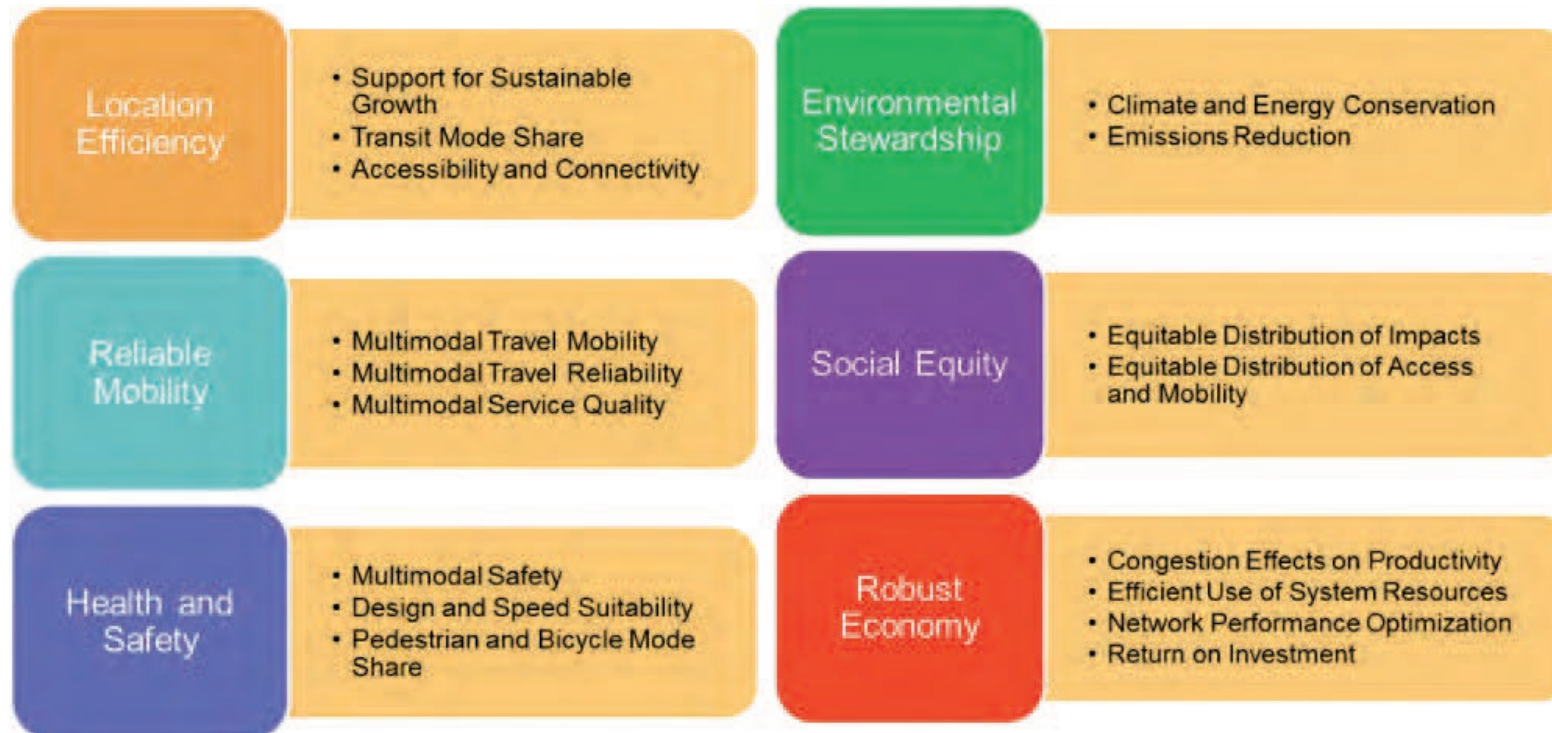 Location
Efficiency
• Support for Sustainable
Growth
• Transit Mode Share
• Accessibility and Connectivity
Environmental
Stewardship
• Climate and Energy Conservation
• Emissions Reduction
Reliable
Mobility
• Multimodal Travel Mobility
• Multimodal Travel Reliability
• Multimodal Service Quality
Social Equity
• Equitable Distribution of Impacts
• Equitable Distribution of Access
and Mobility
Health and
Safety
• Multimodal Safety
• Design and Speed Suitability
• Pedestrian and Bicycle Mode
Share
Robust
Economy
• Congestion Effects on Productivity
• Efficient Use of System Resources
• Network Performance Optimization
• Return on Investment